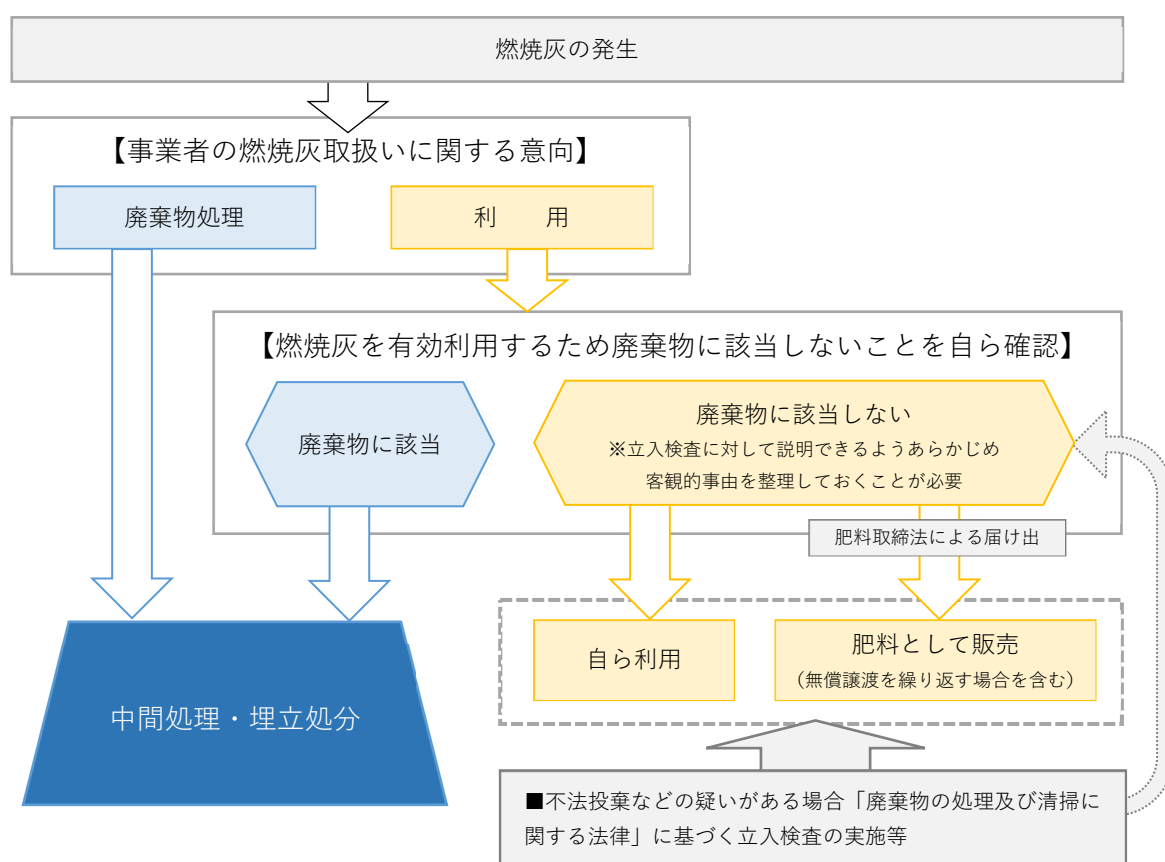 燃焼灰の発生
【事業者の燃焼灰取扱いに関する意向】
廃棄物処理
利　　用
【燃焼灰を有効利用するため廃棄物に該当しないことを自ら確認】
廃棄物に該当
廃棄物に該当しない
※立入検査に対して説明できるようあらかじめ
客観的事由を整理しておくことが必要
肥料取締法による届け出
自ら利用
肥料として販売
（無償譲渡を繰り返す場合を含む）
中間処理・埋立処分
■不法投棄などの疑いがある場合「廃棄物の処理及び清掃に
関する法律」に基づく立入検査の実施等